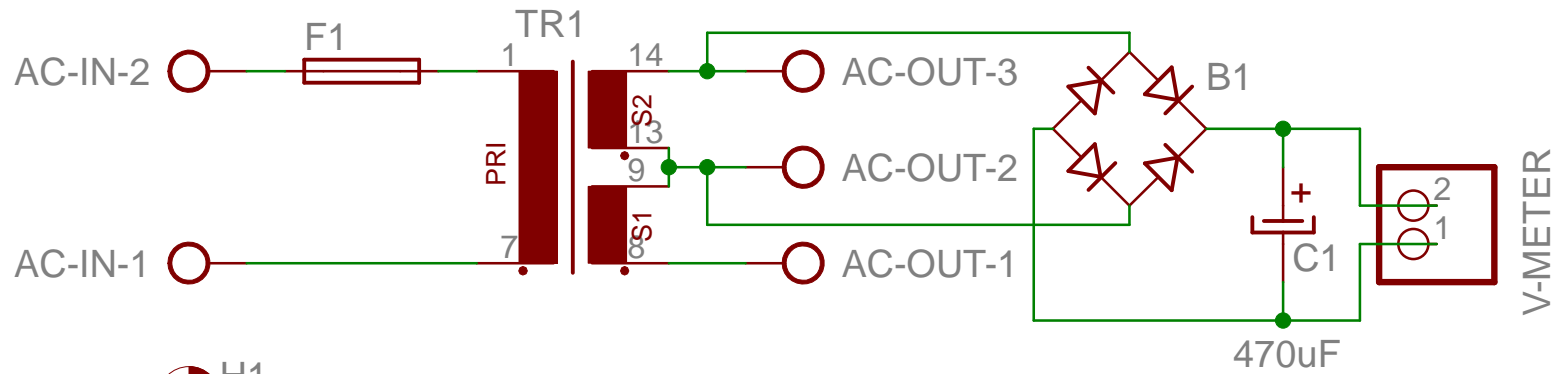 TR1
F1
AC-IN-2
1
14
AC-OUT-3
B1
S2
13
PRI
9
AC-OUT-2
S1
2
1
V-METER
+
7
8
AC-IN-1
AC-OUT-1
C1
470uF
H1